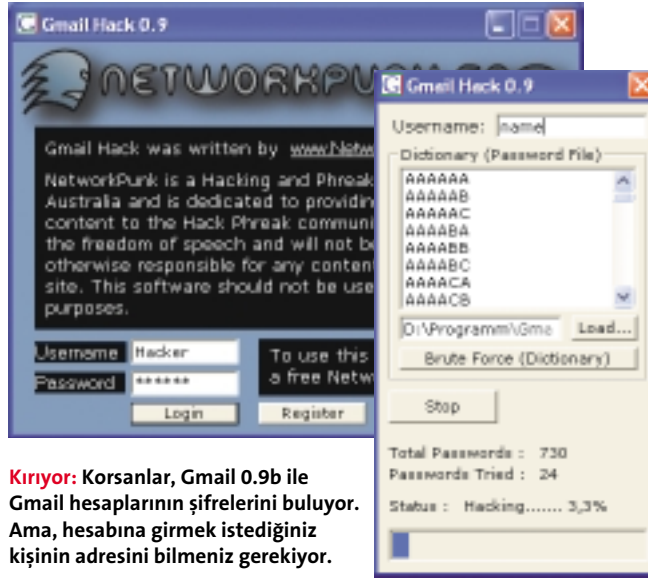 Gmail Hack 0.9
Gmail Hack was written by
NetworkPunk is a Hacking and Phreak
Australia and is dedicated to providin
content to the Hack Phreak communi
the freedom of speech and will not b
otherwise responsible for any conten
site. This software should not be use
purposes.
Username Hacker
Password ******
To use this
a free Netw
Login Register
Gmail Hack 0.9
Username: name
Dictionary (Password File)
AAAAAA
AAAAAB
AAAAAC
AAAABA
AAAABB
AAAABC
AAAACA
AAAACB
D:\Programm\Gma Load...
Brute Force (Dictionary)
Stop
Total Passwords : 730
Passwords Tried : 24
Status : Hacking....... 3,3%
Kırıyor: Korsanlar, Gmail 0.9b ile
Gmail hesaplarının şifrelerini buluyor.
Ama, hesabına girmek istediğiniz
kişinin adresini bilmeniz gerekiyor.